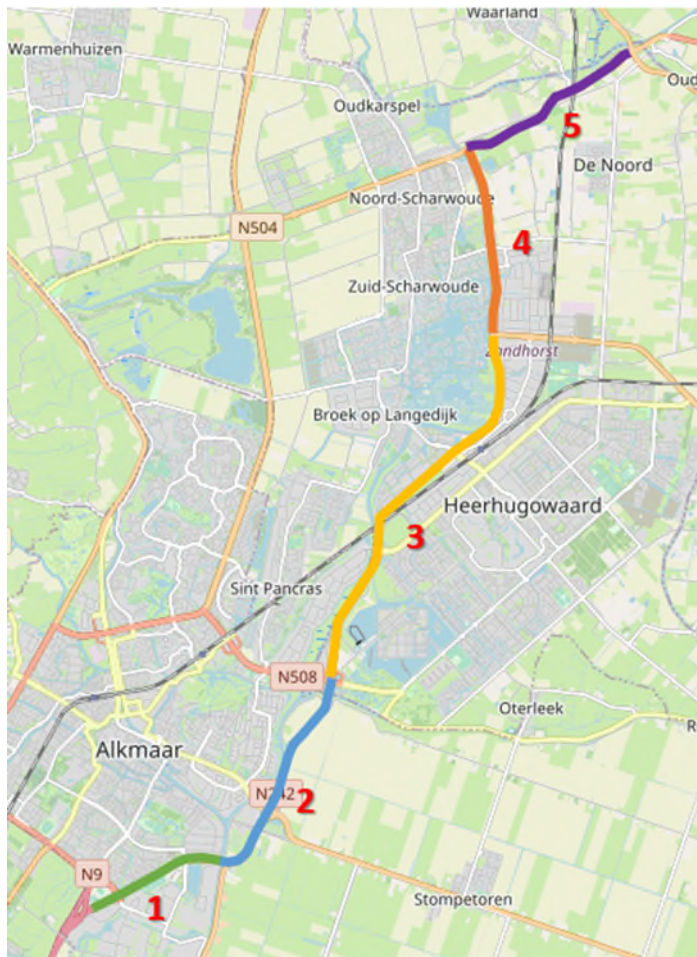 Waarland
Warmenhuizen
Oud
Oudkarspel
5
De Noord
Noord-Scharwoude
N504
4
Zuid-Scharwoude
Zandhorst
Broek op Langedijk
Heerhugowaard
3
Sint Pancras
N508
Oterleek
R
Alkmaar
N242
2
N9
Stompetoren
1